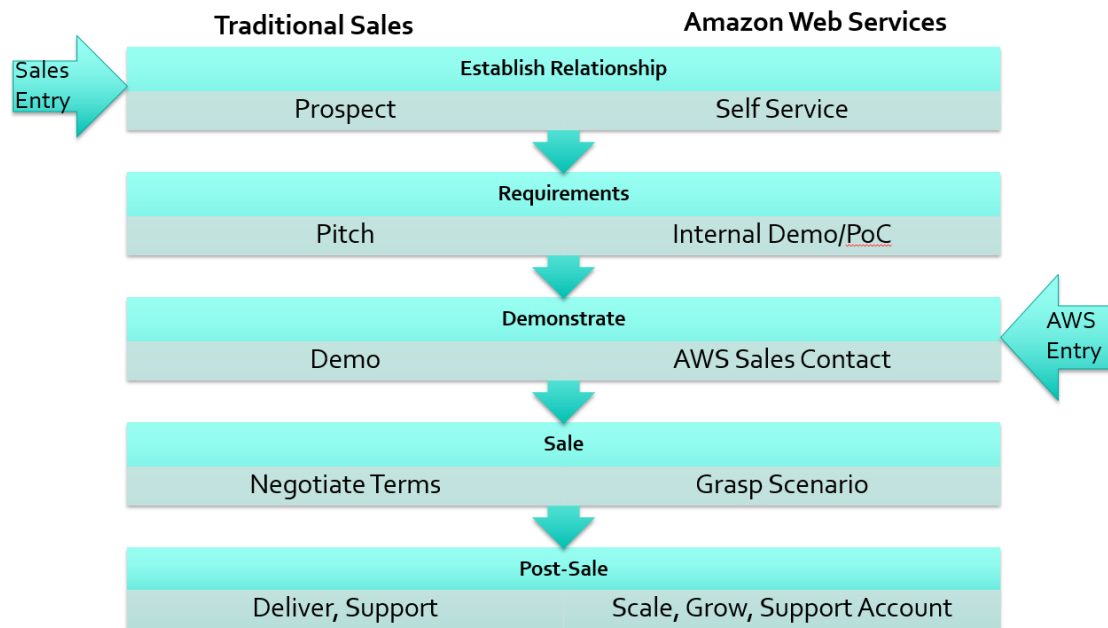 Traditional Sales
Amazon Web Services
Sales
Entry
Establish Relationship
Prospect
Self Service
Requirements
Pitch
Internal Demo/PoC
Demonstrate
AWS
Entry
Demo
AWS Sales Contact
Sale
Negotiate Terms
Grasp Scenario
Post-Sale
Deliver, Support
Scale, Grow, Support Account